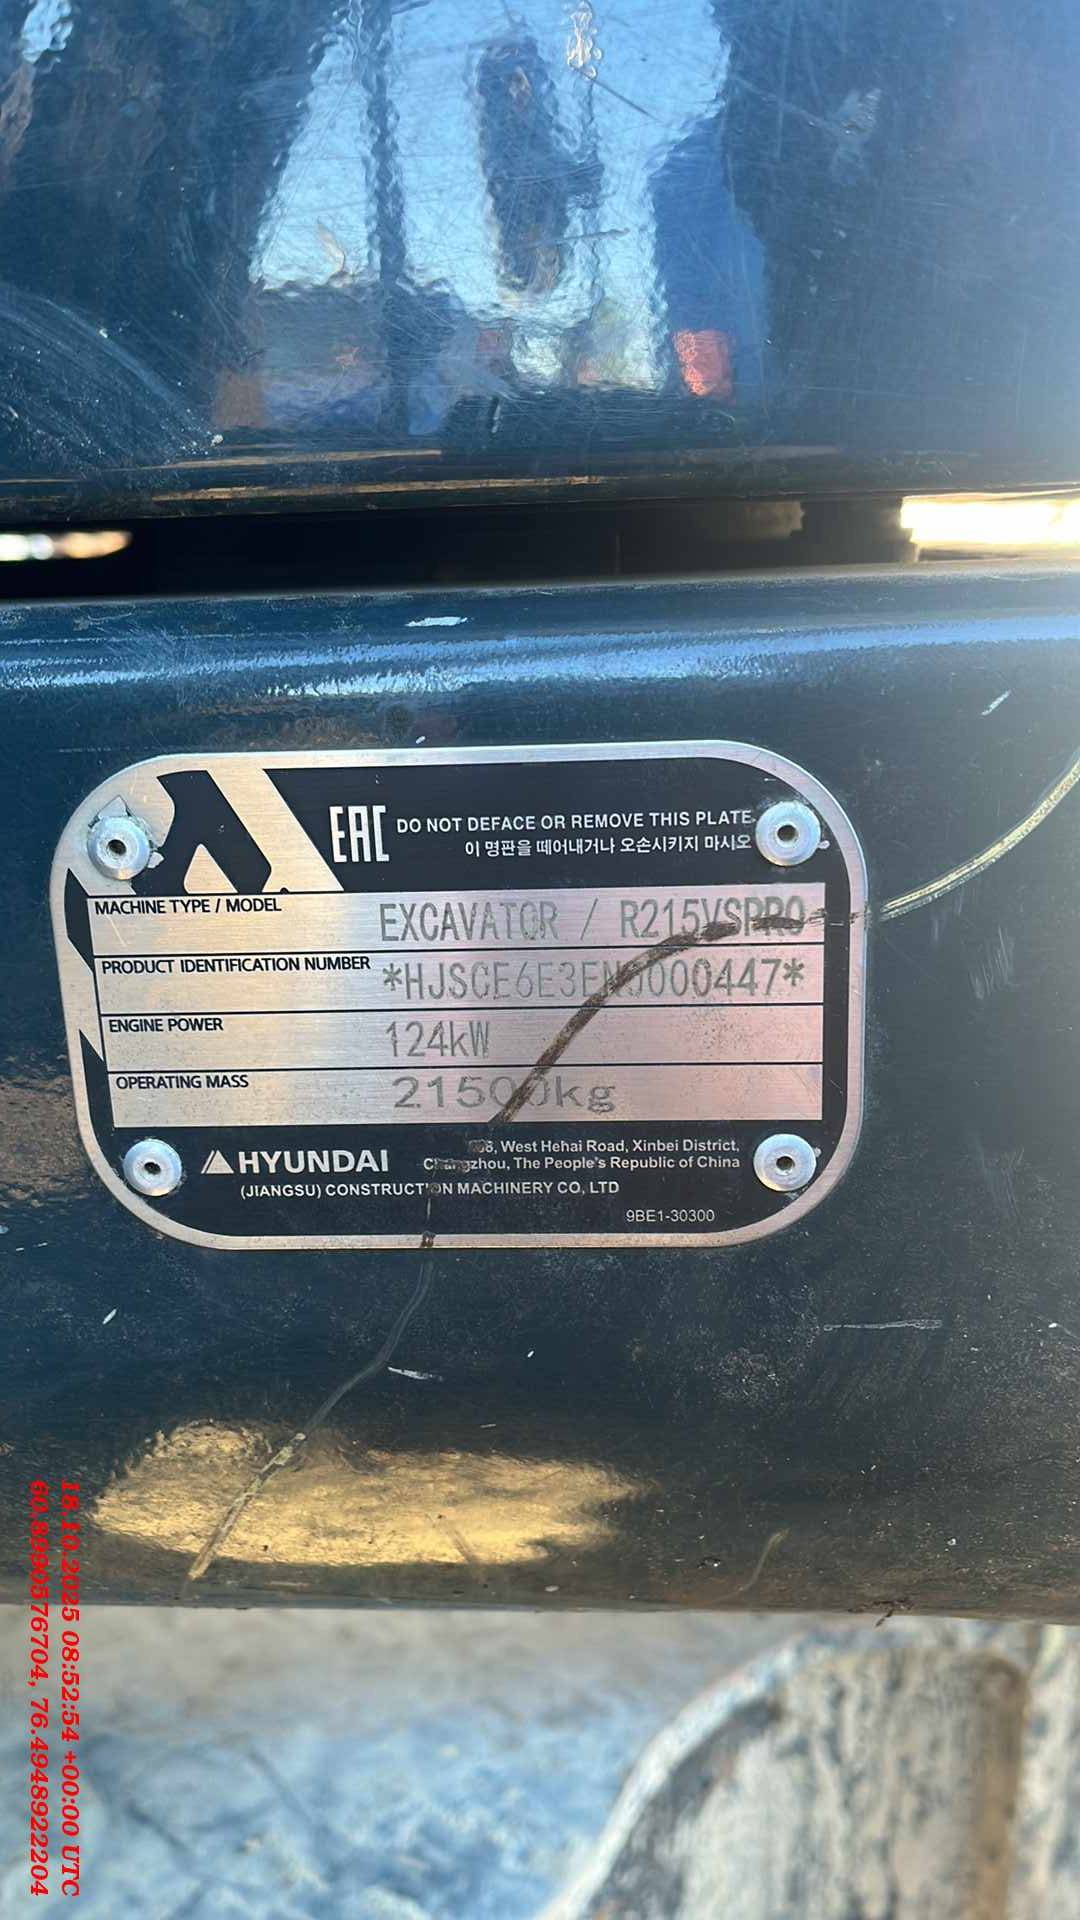 EAC
DO NOT DEFACE OR REMOVE THIS PLATE
이 명판을 떼어내거나 오손시키지 마시오
MACHINE TYPE / MODEL EXCAVATOR / R215VSPRO
PRODUCT IDENTIFICATION NUMBER
ENGINE POWER 124kW
OPERATING MASS 21500kg
HYUNDAI
West Hehai Road, Xinbei District,
Changzhou, The People's Republic of China
(JIANGSU) CONSTRUCTION MACHINERY CO., LTD
9BE1-30300
18.10.2025 08:52:54 +00:00 UTC
60.8990576704, 76.4948922204